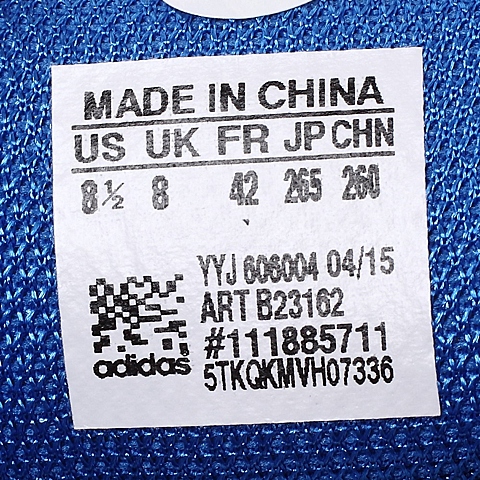 MADE IN CHINA
US UK FR JP CHN
8½ 8 42 265 260
YYJ 606004 04/15
ART B23162
#111885711
adidas 5TKQKMVH07336